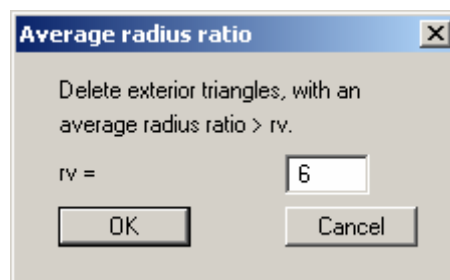 Average radius ratio
Delete exterior triangles, with an
average radius ratio > rv.
rv = 6
OK Cancel